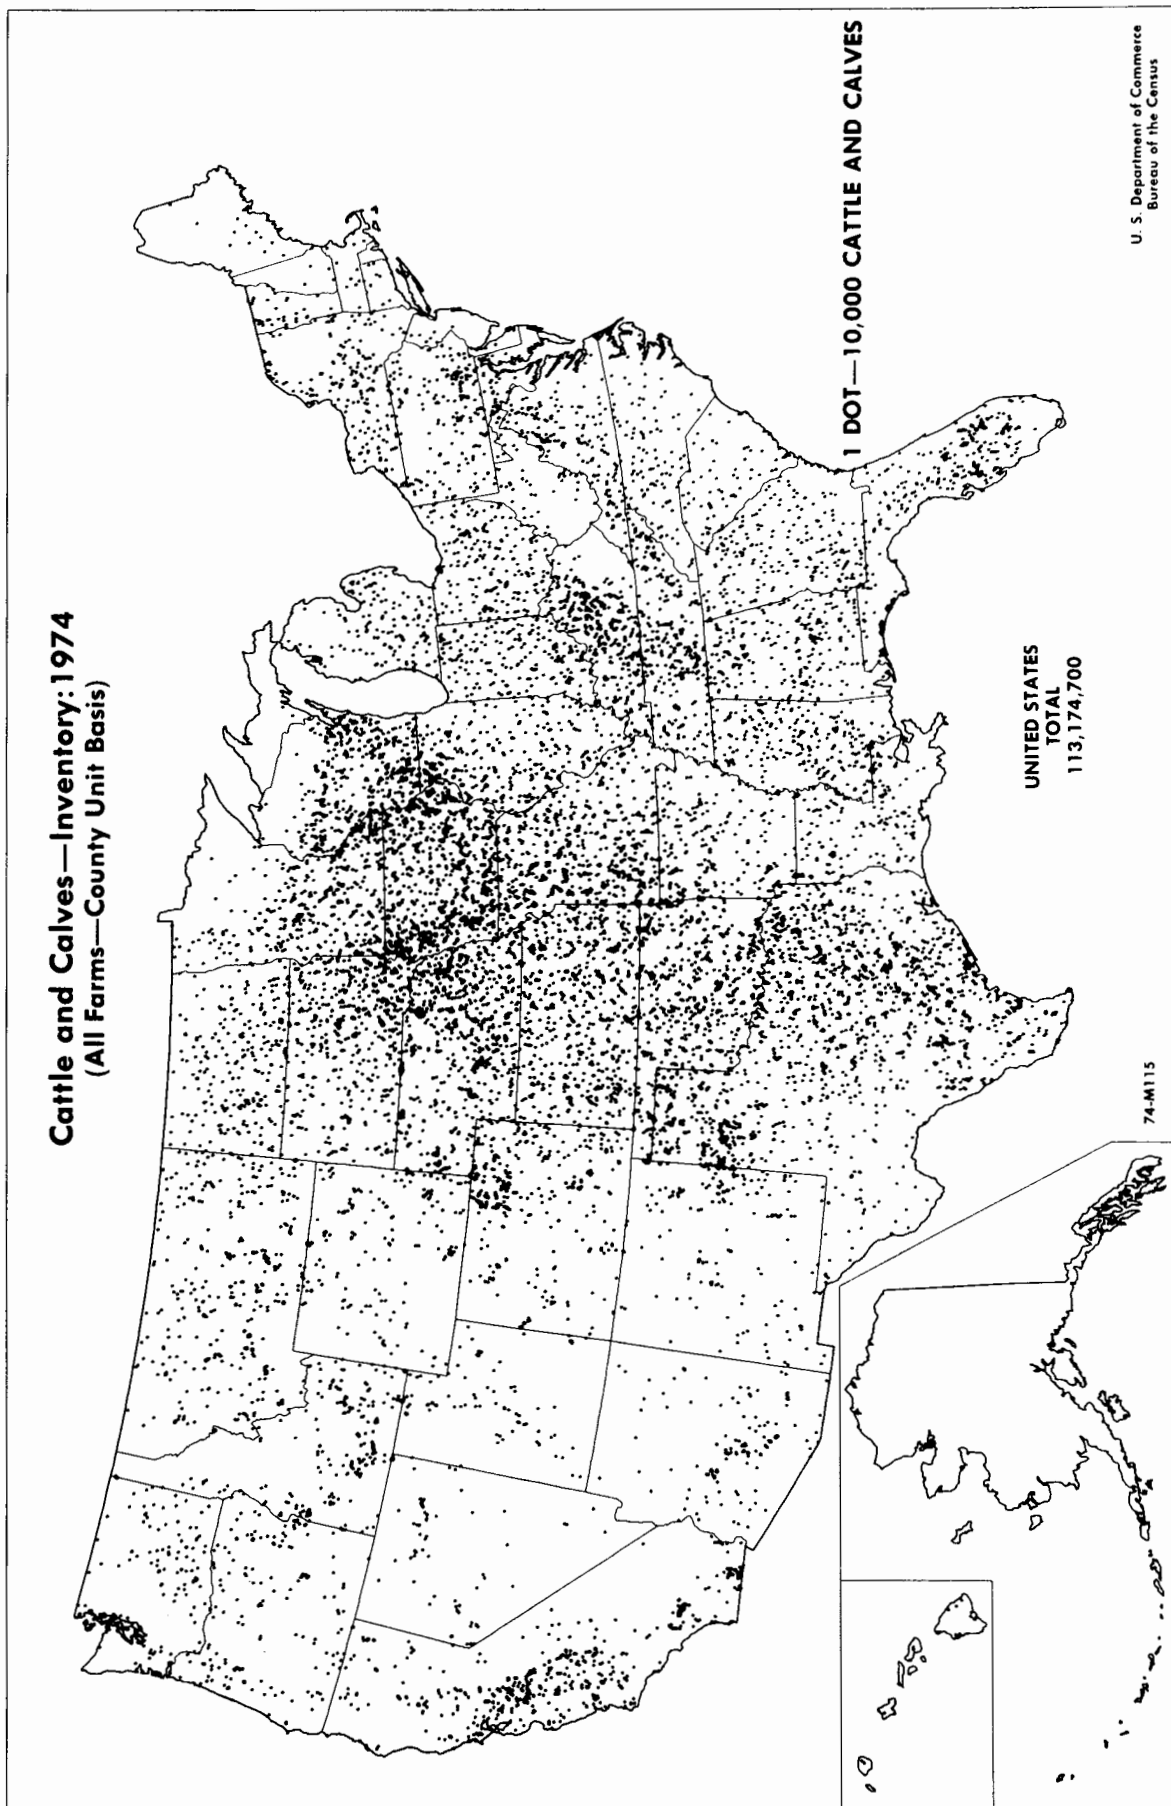 Cattle and Calves—Inventory: 1974
(All Farms—County Unit Basis)
1 DOT—10,000 CATTLE AND CALVES
UNITED STATES
TOTAL
113,174,700
74-M115
U. S. Department of Commerce
Bureau of the Census